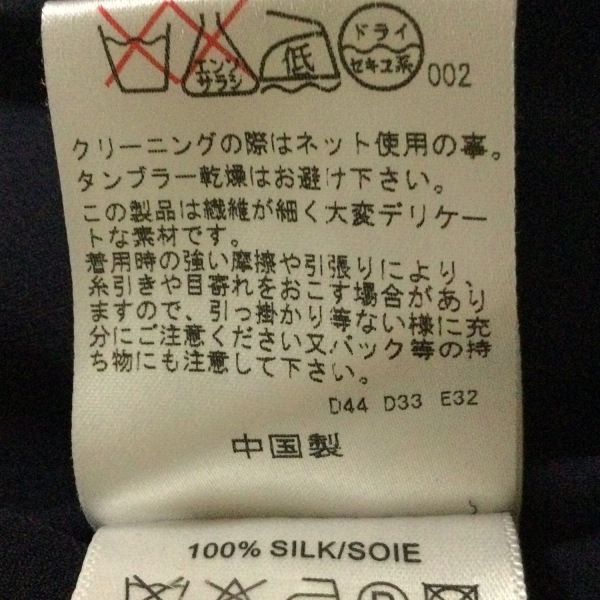 エンソ
サラシ
低
ドライ
セキユ系
002
クリーニングの際はネット使用の事。
タンブラー乾燥はお避け下さい。
この製品は繊維が細く大変デリケー
トな素材です。
着用時の強い摩擦や引張りにより、
糸引きや目寄れをおこす場合があり
ますので、引っ掛かり等ない様に充
分にご注意ください又バック等の持
ち物にも注意して下さい。
D44 D33 E32
中国製
100% SILK/SOIE
P